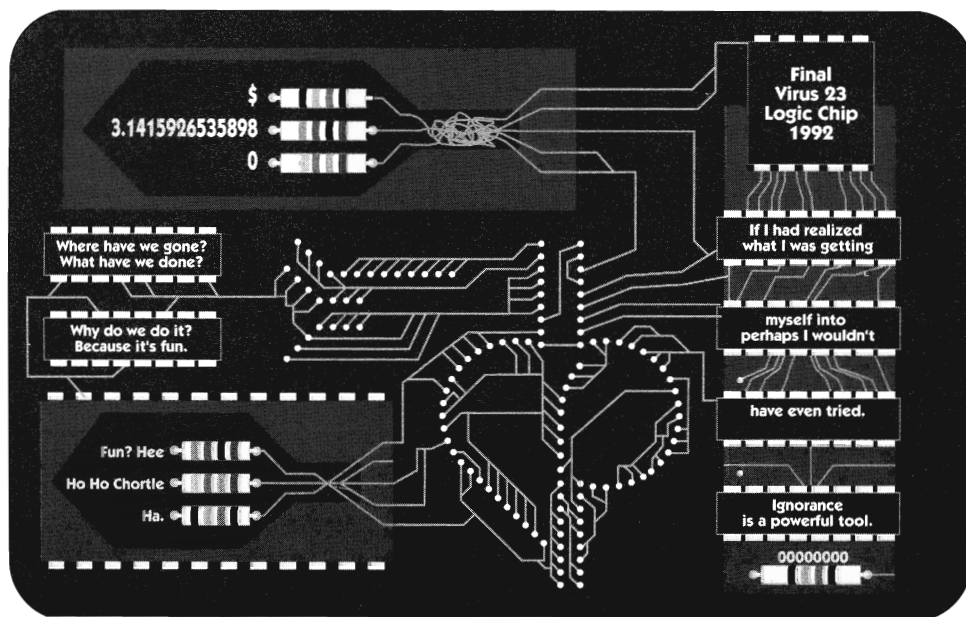 $
3.1415926535898
0
Final
Virus 23
Logic Chip
1992
If I had realized
what I was getting
myself into
perhaps I wouldn't
have even tried.
Ignorance
is a powerful tool.
00000000
Where have we gone?
What have we done?
Why do we do it?
Because it's fun.
Fun? Hee
Ho Ho Chortle
Ha.